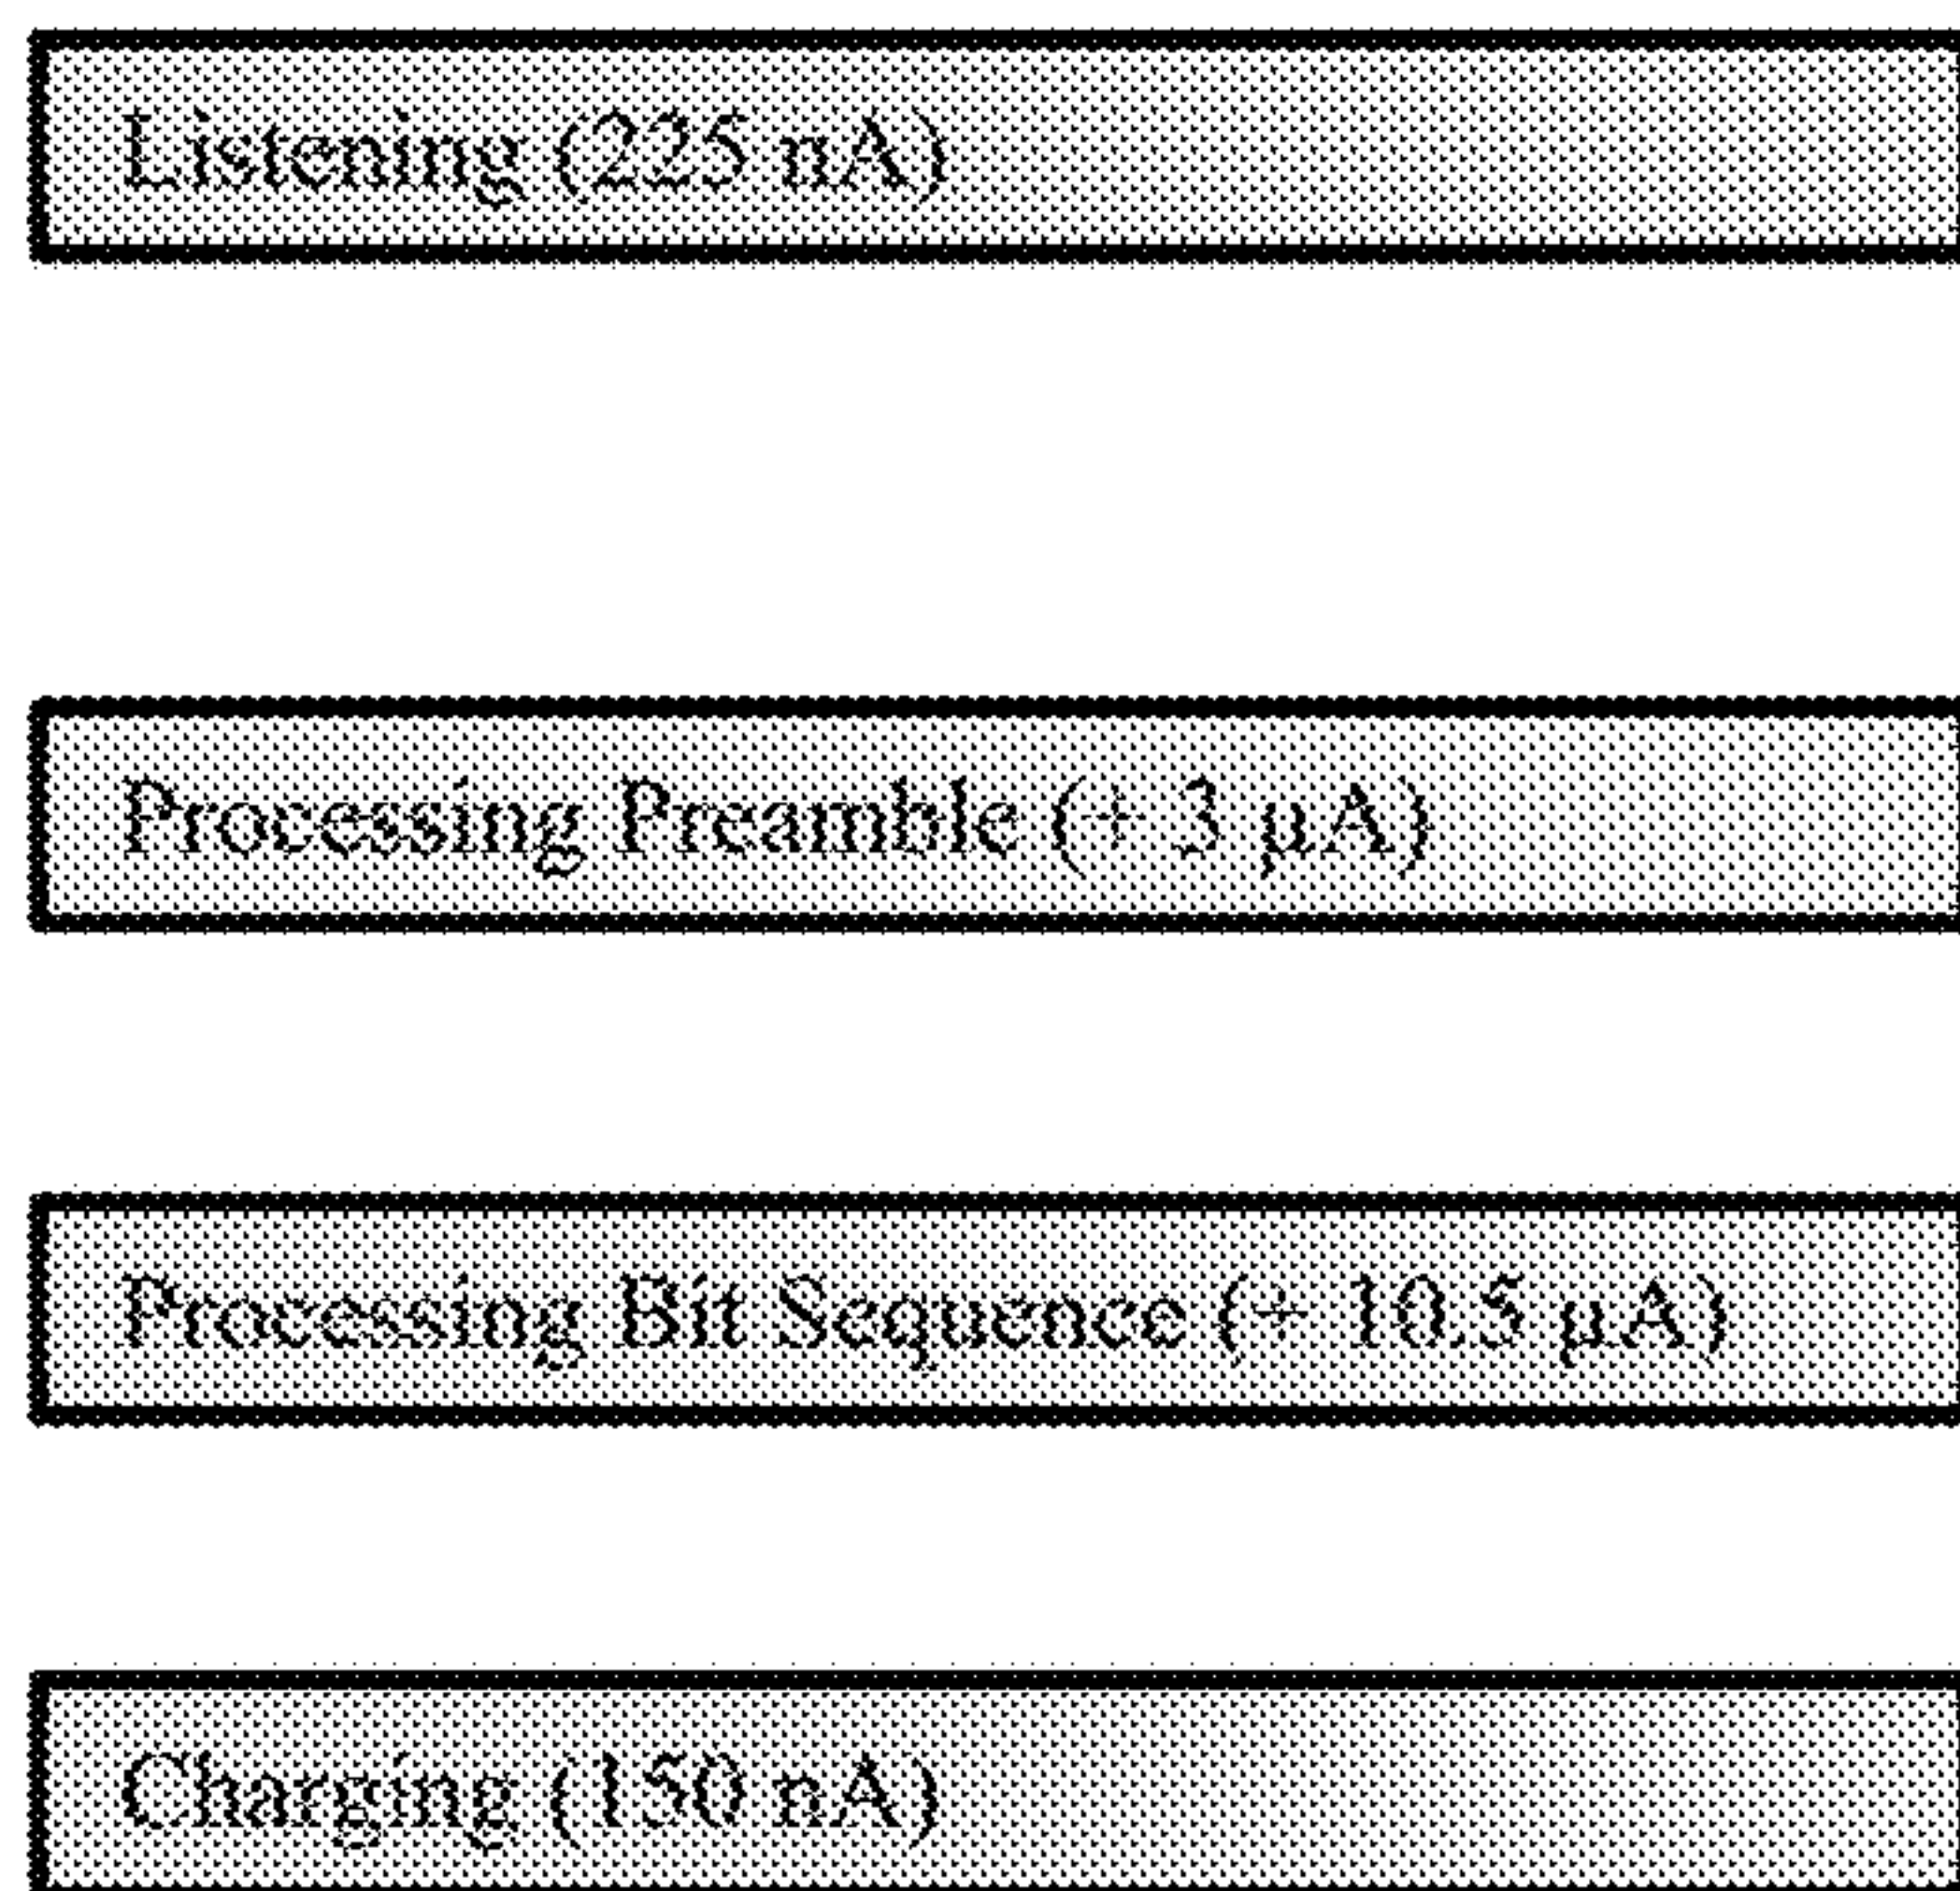 Listening (225 nA)
Processing Preamble (+ 3 μA)
Processing Bit Sequence (+ 10.5 μA)
Charging (150 nA)